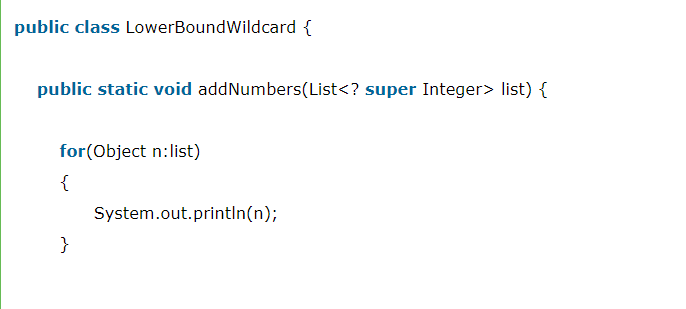 public class LowerBoundWildcard {
public static void addNumbers(List<? super Integer> list) {
for(Object n:list)
{
System.out.println(n);
}